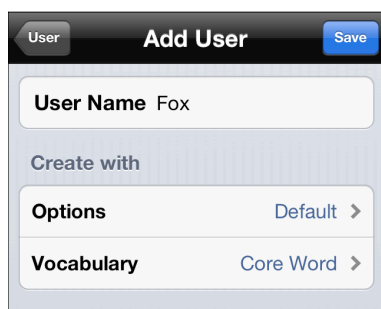 User Add User Save
User Name Fox
Create with
Options Default
Vocabulary Core Word